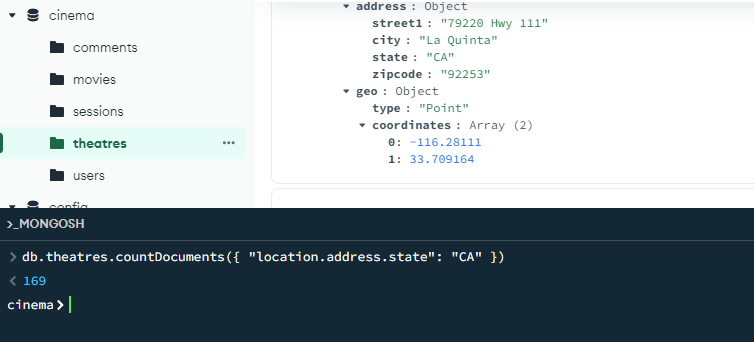 cinema
comments
movies
sessions
theatres
users
config
address : Object
street1 : "79220 Hwy 111"
city : "La Quinta"
state : "CA"
zipcode : "92253"
geo : Object
type : "Point"
coordinates : Array (2)
0: -116.28111
1: 33.709164
>_MONGOSH
> db.theatres.countDocuments({ "location.address.state": "CA" })
< 169
cinema>